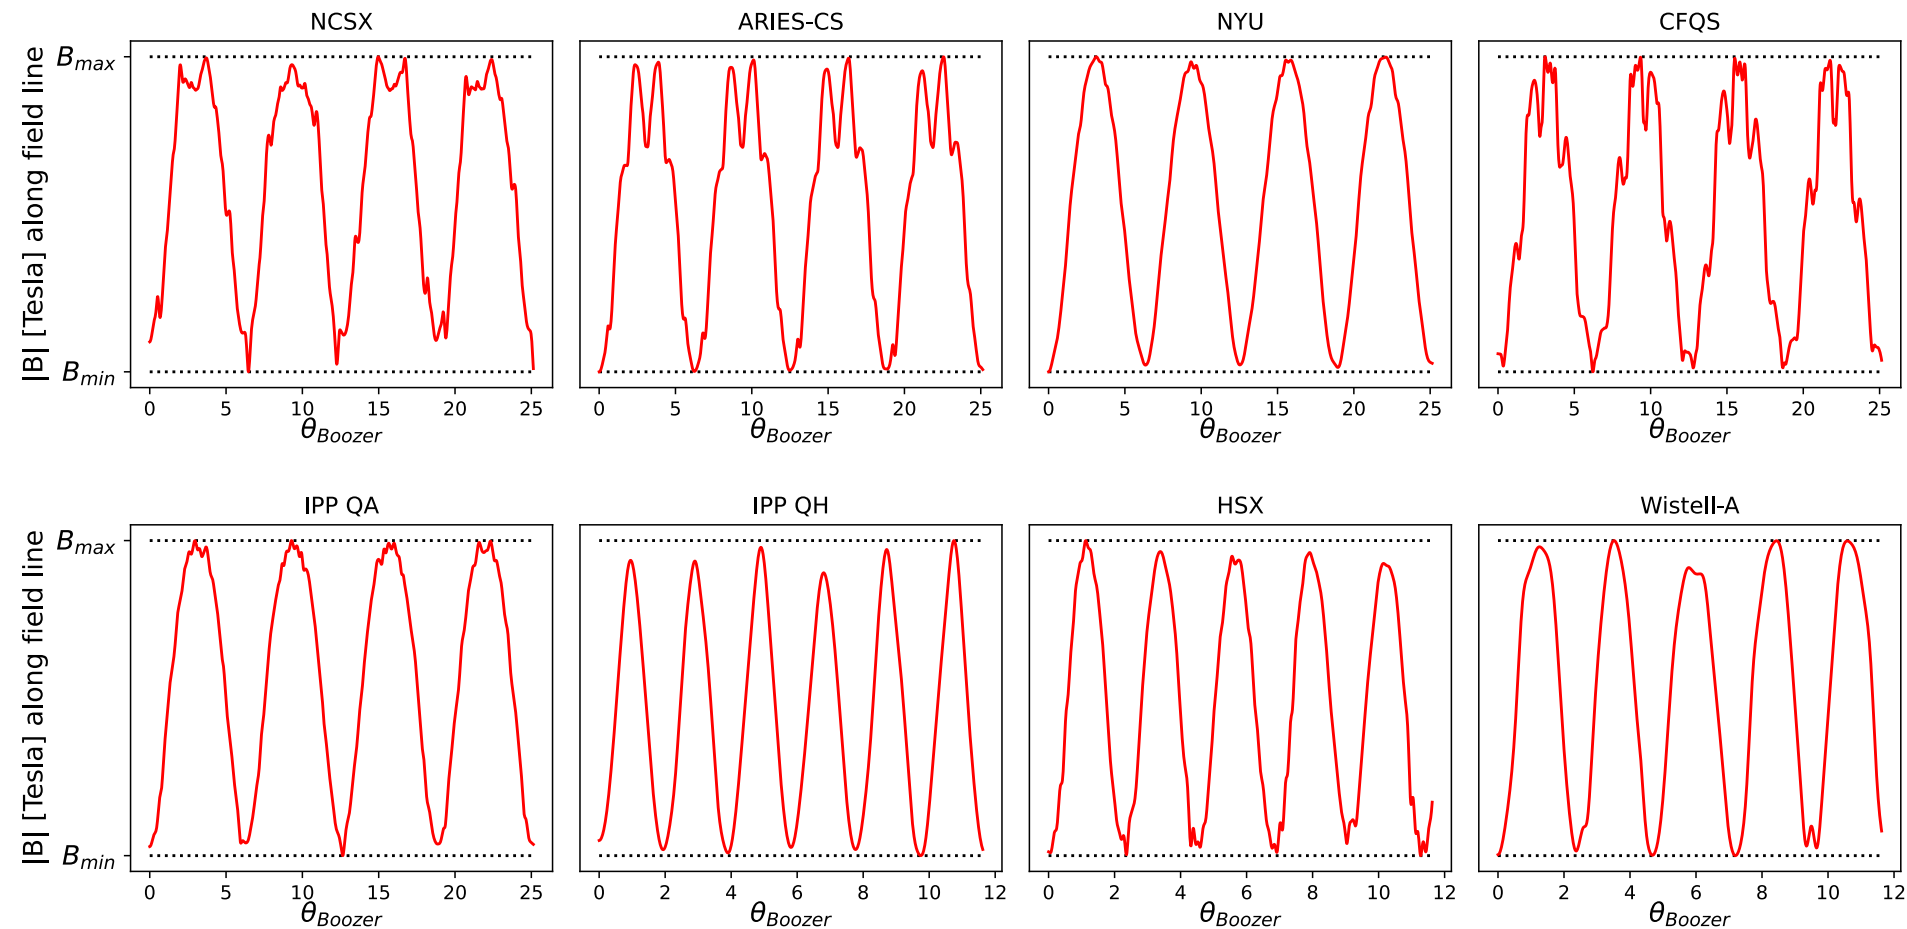 NCSX ARIES-CS NYU CFQS
|B| [Tesla] along field line
B_max
B_min
0 5 10 15 20 25 0 5 10 15 20 25 0 5 10 15 20 25 0 5 10 15 20 25
θ_Boozer θ_Boozer θ_Boozer θ_Boozer
IPP QA IPP QH HSX Wistell-A
|B| [Tesla] along field line
B_max
B_min
0 5 10 15 20 25 0 2 4 6 8 10 12 0 2 4 6 8 10 12 0 2 4 6 8 10 12
θ_Boozer θ_Boozer θ_Boozer θ_Boozer